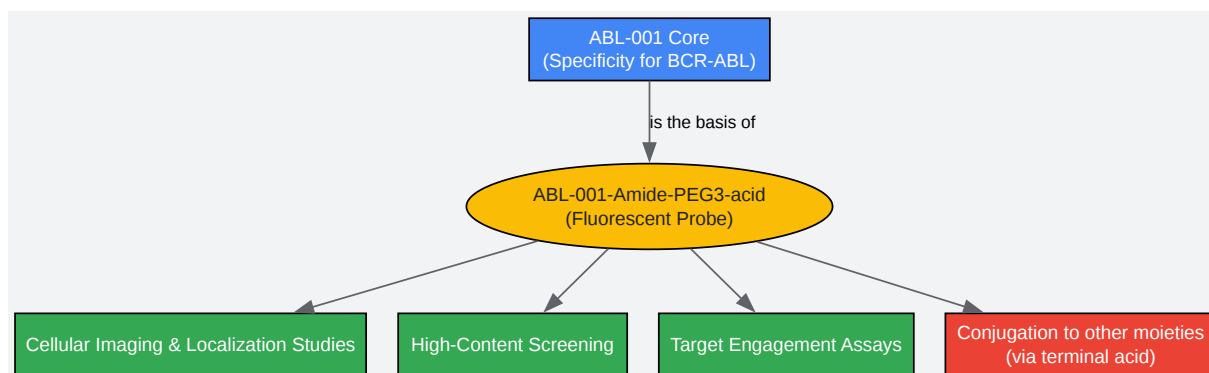 ABL-001 Core
(Specificity for BCR-ABL)
is the basis of
ABL-001-Amide-PEG3-acid
(Fluorescent Probe)
Cellular Imaging & Localization Studies
High-Content Screening
Target Engagement Assays
Conjugation to other moieties
(via terminal acid)